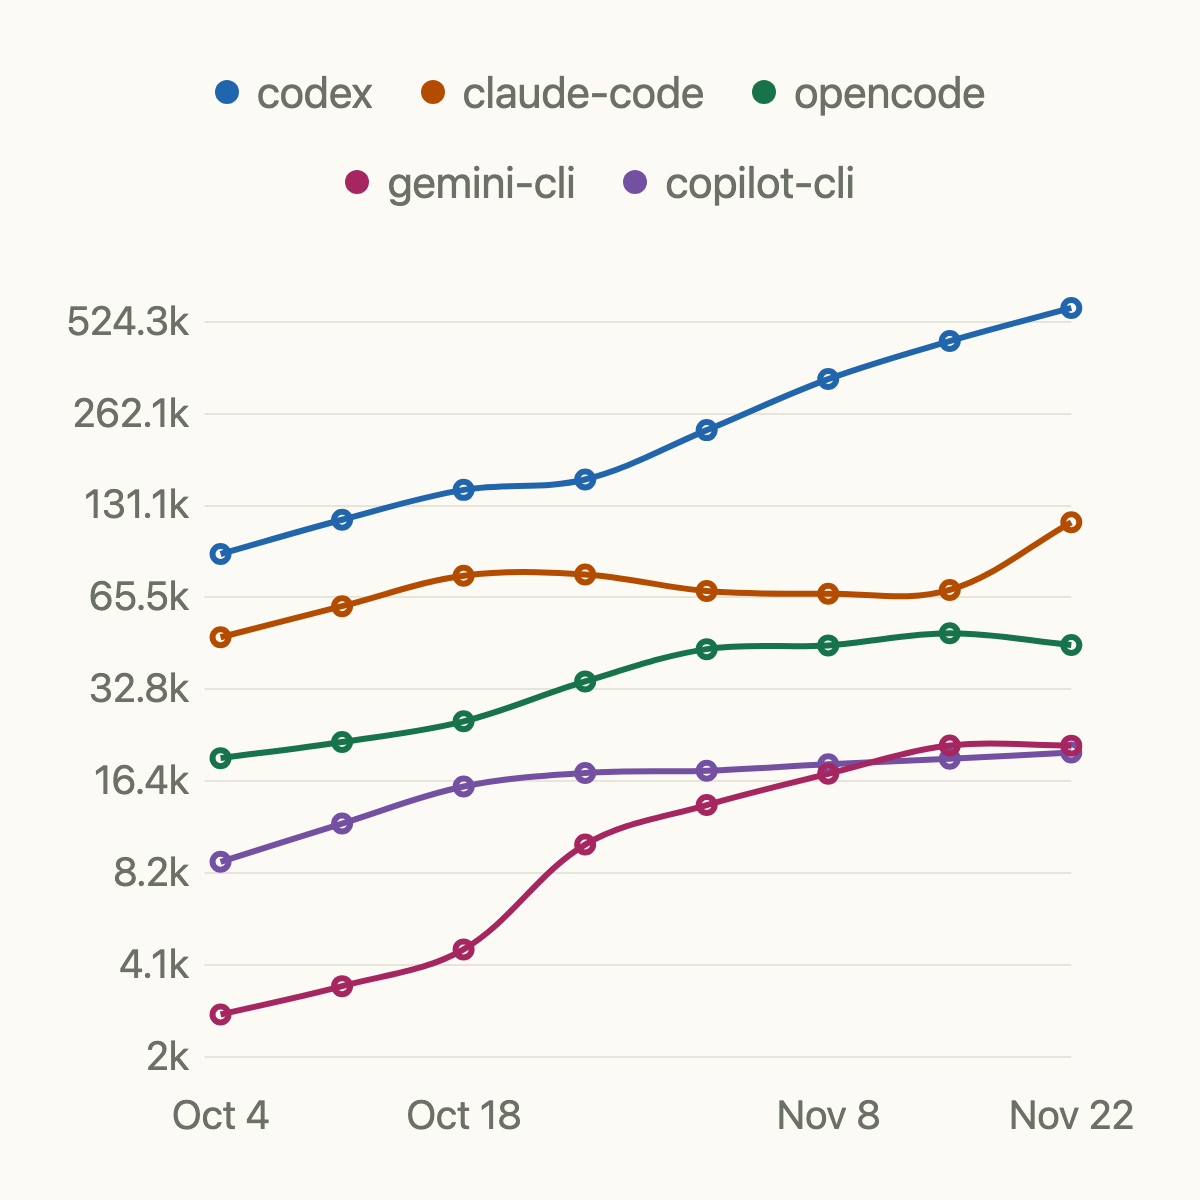 codex claude-code opencode
gemini-cli copilot-cli
524.3k
262.1k
131.1k
65.5k
32.8k
16.4k
8.2k
4.1k
2k
Oct 4 Oct 18 Nov 8 Nov 22